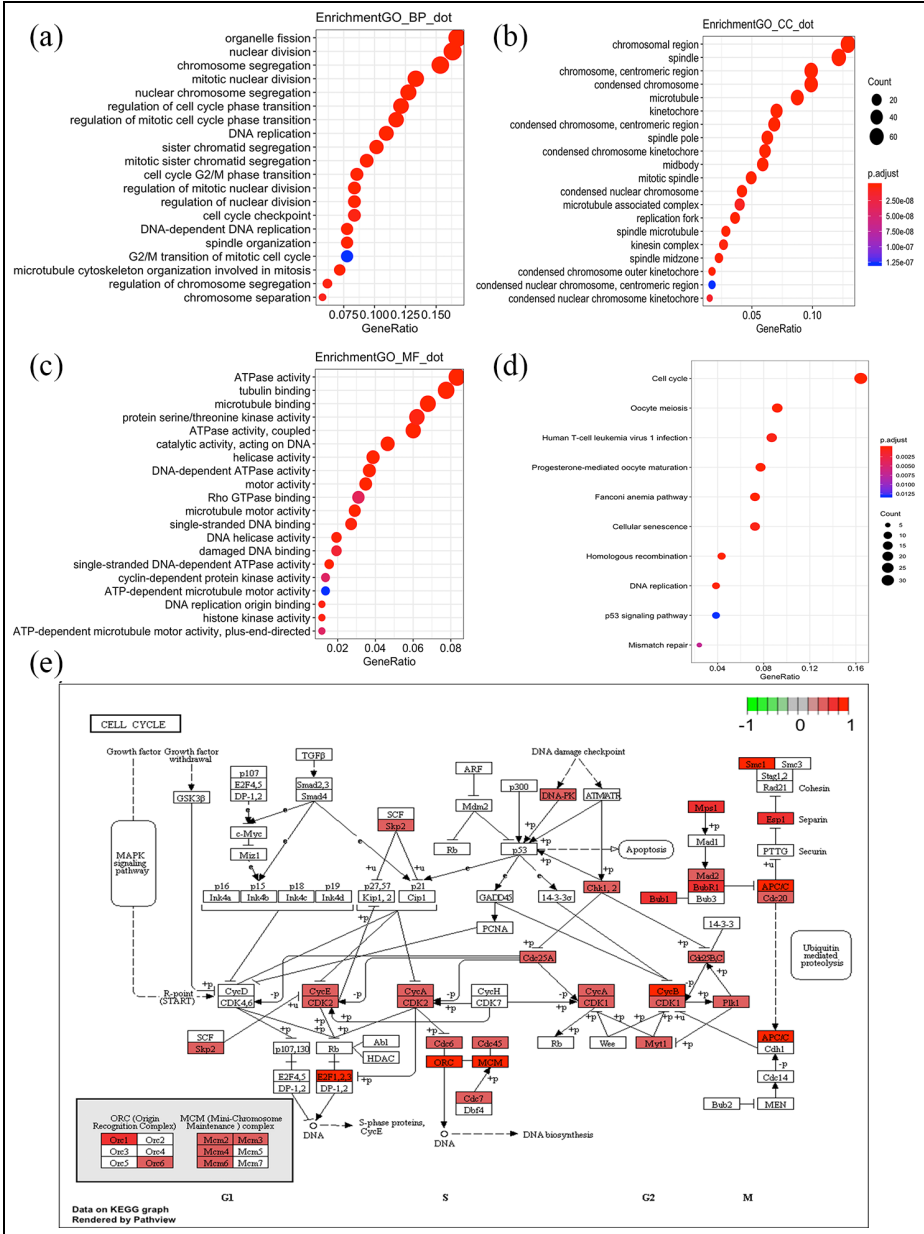 (a)
EnrichmentGO_BP_dot
organelle fission
nuclear division
chromosome segregation
mitotic nuclear division
nuclear chromosome segregation
regulation of cell cycle phase transition
regulation of mitotic cell cycle phase transition
DNA replication
sister chromatid segregation
mitotic sister chromatid segregation
cell cycle G2/M phase transition
regulation of mitotic nuclear division
regulation of nuclear division
cell cycle checkpoint
DNA-dependent DNA replication
spindle organization
G2/M transition of mitotic cell cycle
microtubule cytoskeleton organization involved in mitosis
regulation of chromosome segregation
chromosome separation
0.075 0.100 0.125 0.150
GeneRatio
(b)
EnrichmentGO_CC_dot
chromosomal region
spindle
chromosome, centromeric region
condensed chromosome
microtubule
kinetochore
condensed chromosome, centromeric region
spindle pole
condensed chromosome kinetochore
midbody
mitotic spindle
condensed nuclear chromosome
microtubule associated complex
replication fork
spindle microtubule
kinesin complex
spindle midzone
condensed chromosome outer kinetochore
condensed nuclear chromosome, centromeric region
condensed nuclear chromosome kinetochore
0.05 0.10
GeneRatio
Count
20
40
60
p.adjust
2.50e-08
5.00e-08
7.50e-08
1.00e-07
1.25e-07
(c)
EnrichmentGO_MF_dot
ATPase activity
tubulin binding
microtubule binding
protein serine/threonine kinase activity
ATPase activity, coupled
catalytic activity, acting on DNA
helicase activity
DNA-dependent ATPase activity
motor activity
Rho GTPase binding
microtubule motor activity
single-stranded DNA binding
DNA helicase activity
damaged DNA binding
single-stranded DNA-dependent ATPase activity
cyclin-dependent protein kinase activity
ATP-dependent microtubule motor activity
DNA replication origin binding
histone kinase activity
ATP-dependent microtubule motor activity, plus-end-directed
0.02 0.04 0.06 0.08
GeneRatio
(d)
Cell cycle
Oocyte meiosis
Human T-cell leukemia virus 1 infection
Progesterone-mediated oocyte maturation
Fanconi anemia pathway
Cellular senescence
Homologous recombination
DNA replication
p53 signaling pathway
Mismatch repair
0.04 0.08 0.12 0.16
GeneRatio
p.adjust
0.0025
0.0050
0.0075
0.0100
0.0125
Count
5
10
15
20
25
30
(e)
CELL CYCLE
-1 0 1
Growth factor
Growth factor
withdrawal
GSK3β
MAPK
signaling
pathway
p107
E2F4,5
DP-1,2
TGFβ
Smad2,3
Smad4
c-Myc
Miz1
SCF
Skp2
ARF
Mdm2
Rb
p300
p53
DNA damage checkpoint
DNA-PK
ATM/ATR
Apoptosis
Mps1
Mad1
Mad2
BubR1
Bub3
Bub1
Smc1
Smc3
Stag1,2
Rad21
Cohesin
Esp1
Separin
PTTG
Securin
APC/C
Cdc20
p16
Ink4a
p15
Ink4b
p18
Ink4c
p19
Ink4d
p27,57
Kip1, 2
p21
Cip1
GADD45
14-3-3σ
PCNA
Chk1, 2
14-3-3
Cdc25A
Cdc25B,C
Ubiquitin
mediated
proteolysis
R-point
(START)
CycD
CDK4,6
CycE
CDK2
CycA
CDK2
CycH
CDK7
CycA
CDK1
CycB
CDK1
Plk1
SCF
Skp2
p107,130
E2F4,5
DP-1,2
Rb
Abl
HDAC
E2F1,2,3
DP-1,2
Cdc6
Cdc45
ORC
MCM
Cdc7
Dbf4
Rb
Wee
Myt1
APC/C
Cdh1
Cdc14
Bub2
MEN
DNA
S-phase proteins,
CycE
DNA
DNA biosynthesis
ORC (Origin
Recognition Complex)
Orc1 Orc2
Orc3 Orc4
Orc5 Orc6
MCM (Mini-Chromosome
Maintenance ) complex
Mcm2 Mcm3
Mcm4 Mcm5
Mcm6 Mcm7
G1
S
G2
M
Data on KEGG graph
Rendered by Pathview